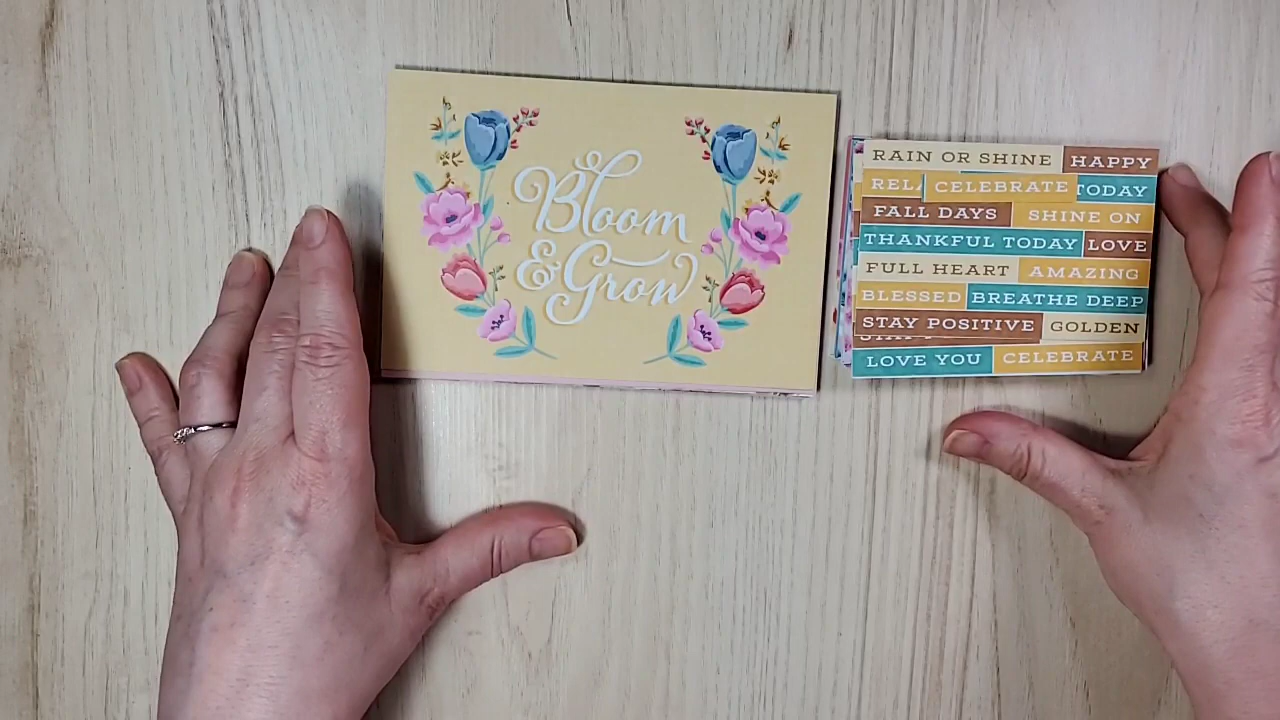 Bloom
& Grow
RAIN OR SHINE HAPPY
CELEBRATE TODAY
FALL DAYS SHINE ON
THANKFUL TODAY LOVE
FULL HEART AMAZING
BLESSED BREATHE DEEP
STAY POSITIVE GOLDEN
LOVE YOU CELEBRATE